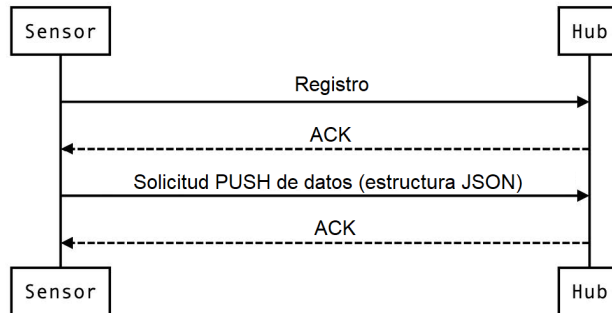 Sensor
Hub
Registro
ACK
Solicitud PUSH de datos (estructura JSON)
ACK
Sensor
Hub